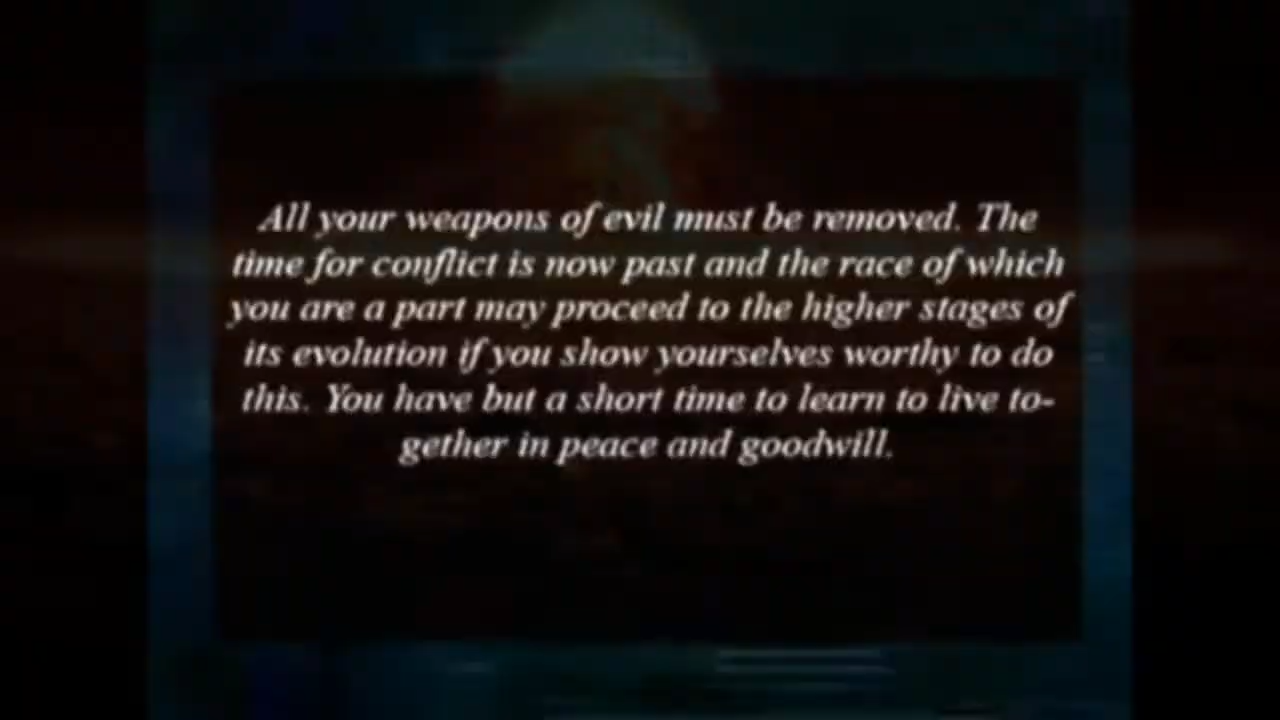 All your weapons of evil must be removed. The
time for conflict is now past and the race of which
you are a part may proceed to the higher stages of
its evolution if you show yourselves worthy to do
this. You have but a short time to learn to live to-
gether in peace and goodwill.